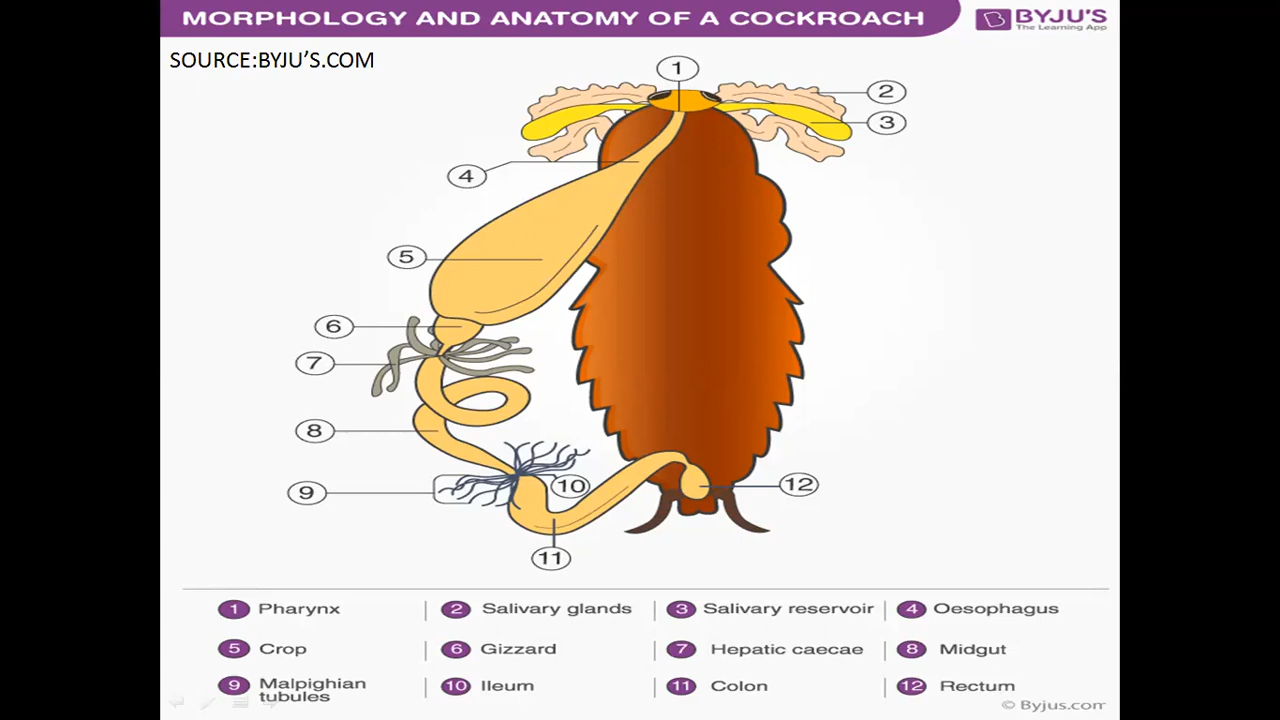 MORPHOLOGY AND ANATOMY OF A COCKROACH
BYJU'S
The Learning App
SOURCE:BYJU'S.COM
1
2
3
4
5
6
7
8
9
10
11
12
1 Pharynx
2 Salivary glands
3 Salivary reservoir
4 Oesophagus
5 Crop
6 Gizzard
7 Hepatic caecae
8 Midgut
9 Malpighian
tubules
10 Ileum
11 Colon
12 Rectum
© Byjus.com